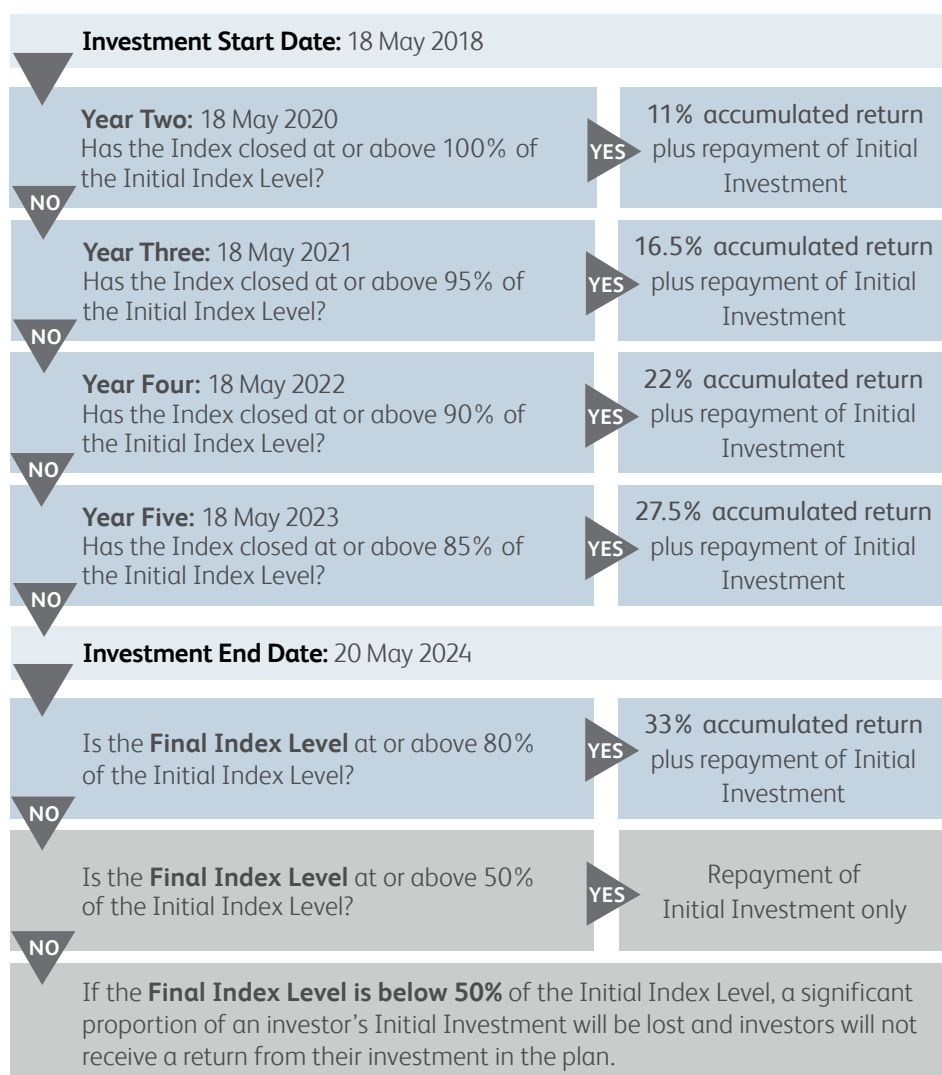 Investment Start Date: 18 May 2018
Year Two: 18 May 2020
Has the Index closed at or above 100% of
the Initial Index Level?
YES
11% accumulated return
plus repayment of Initial
Investment
NO
Year Three: 18 May 2021
Has the Index closed at or above 95% of
the Initial Index Level?
YES
16.5% accumulated return
plus repayment of Initial
Investment
NO
Year Four: 18 May 2022
Has the Index closed at or above 90% of
the Initial Index Level?
YES
22% accumulated return
plus repayment of Initial
Investment
NO
Year Five: 18 May 2023
Has the Index closed at or above 85% of
the Initial Index Level?
YES
27.5% accumulated return
plus repayment of Initial
Investment
NO
Investment End Date: 20 May 2024
Is the Final Index Level at or above 80%
of the Initial Index Level?
YES
33% accumulated return
plus repayment of Initial
Investment
NO
Is the Final Index Level at or above 50%
of the Initial Index Level?
YES
Repayment of
Initial Investment only
NO
If the Final Index Level is below 50% of the Initial Index Level, a significant
proportion of an investor’s Initial Investment will be lost and investors will not
receive a return from their investment in the plan.